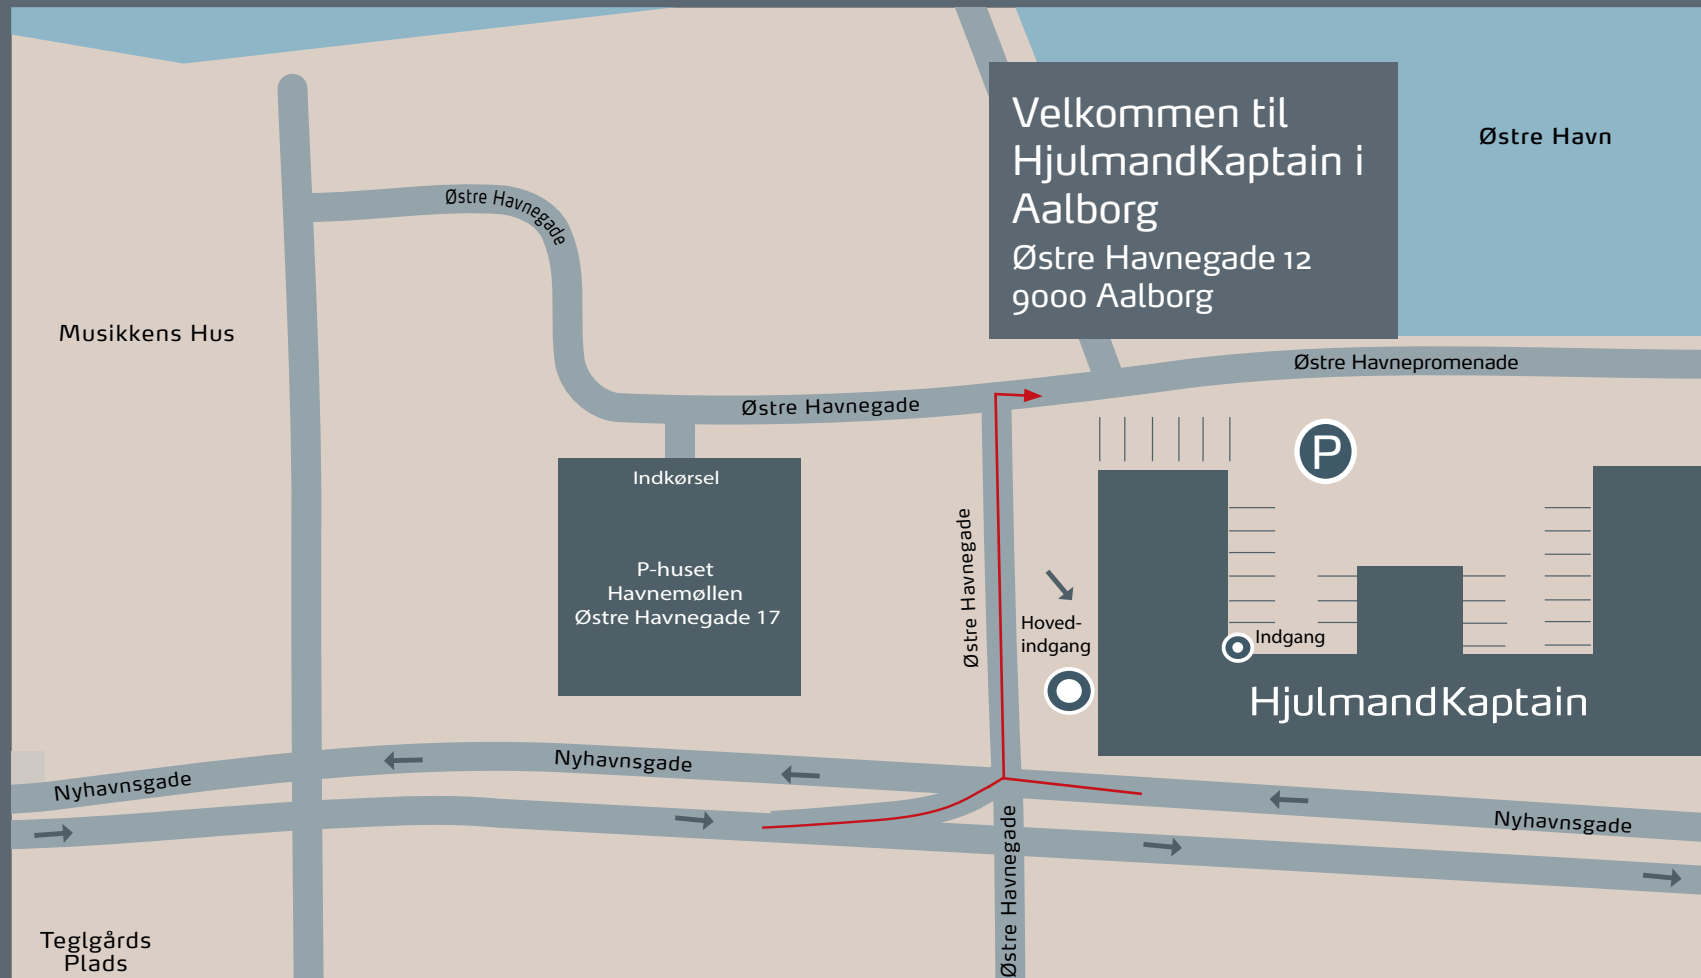 Velkommen til
HjulmandKaptain i
Aalborg
Østre Havnegade 12
9000 Aalborg
Østre Havn
Østre Havnegade
Musikkens Hus
Østre Havnepromenade
Østre Havnegade
P
Indkørsel
P-huset
Havnemøllen
Østre Havnegade 17
Østre Havnegade
Hoved-
indgang
Indgang
HjulmandKaptain
Nyhavnsgade
Nyhavnsgade
Nyhavnsgade
Østre Havnegade
Teglgårds
Plads